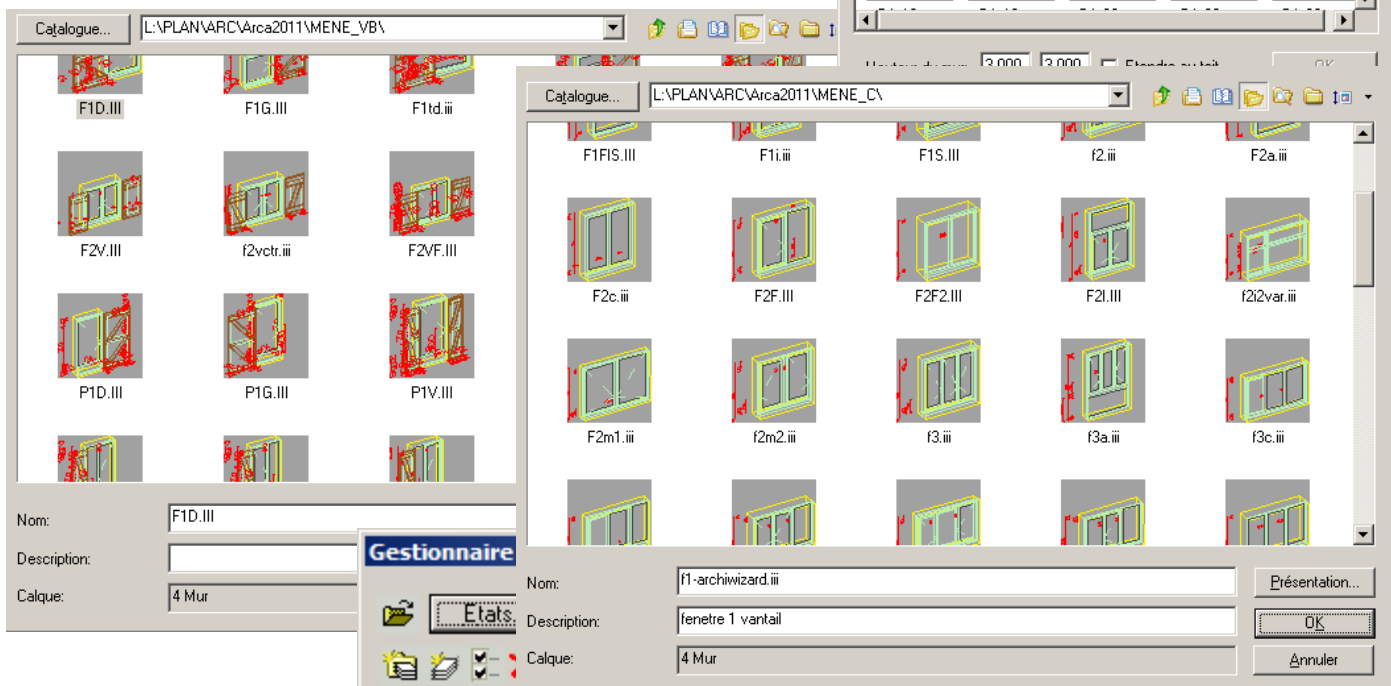 Catalogue... L:\PLAN\ARC\Arca2011\MENE_VB\
F1D.III F1G.III F1td.iii
F2V.III f2vctr.iii F2VF.III
P1D.III P1G.III P1V.III
Nom: F1D.III
Description:
Calque: 4 Mur
Gestionnaire
Etats.
3.000 3.000
Catalogue... L:\PLAN\ARC\Arca2011\MENE_C\
F1FIS.III F1i.iii F1S.III f2.iii F2a.iii
F2c.iii F2F.III F2F2.III F2I.III f2i2var.iii
F2m1.iii f2m2.iii f3.iii f3a.iii f3c.iii
Nom: f1-archiwizard.iii Présentation...
Description: fenetre 1 vantail OK
Calque: 4 Mur Annuler